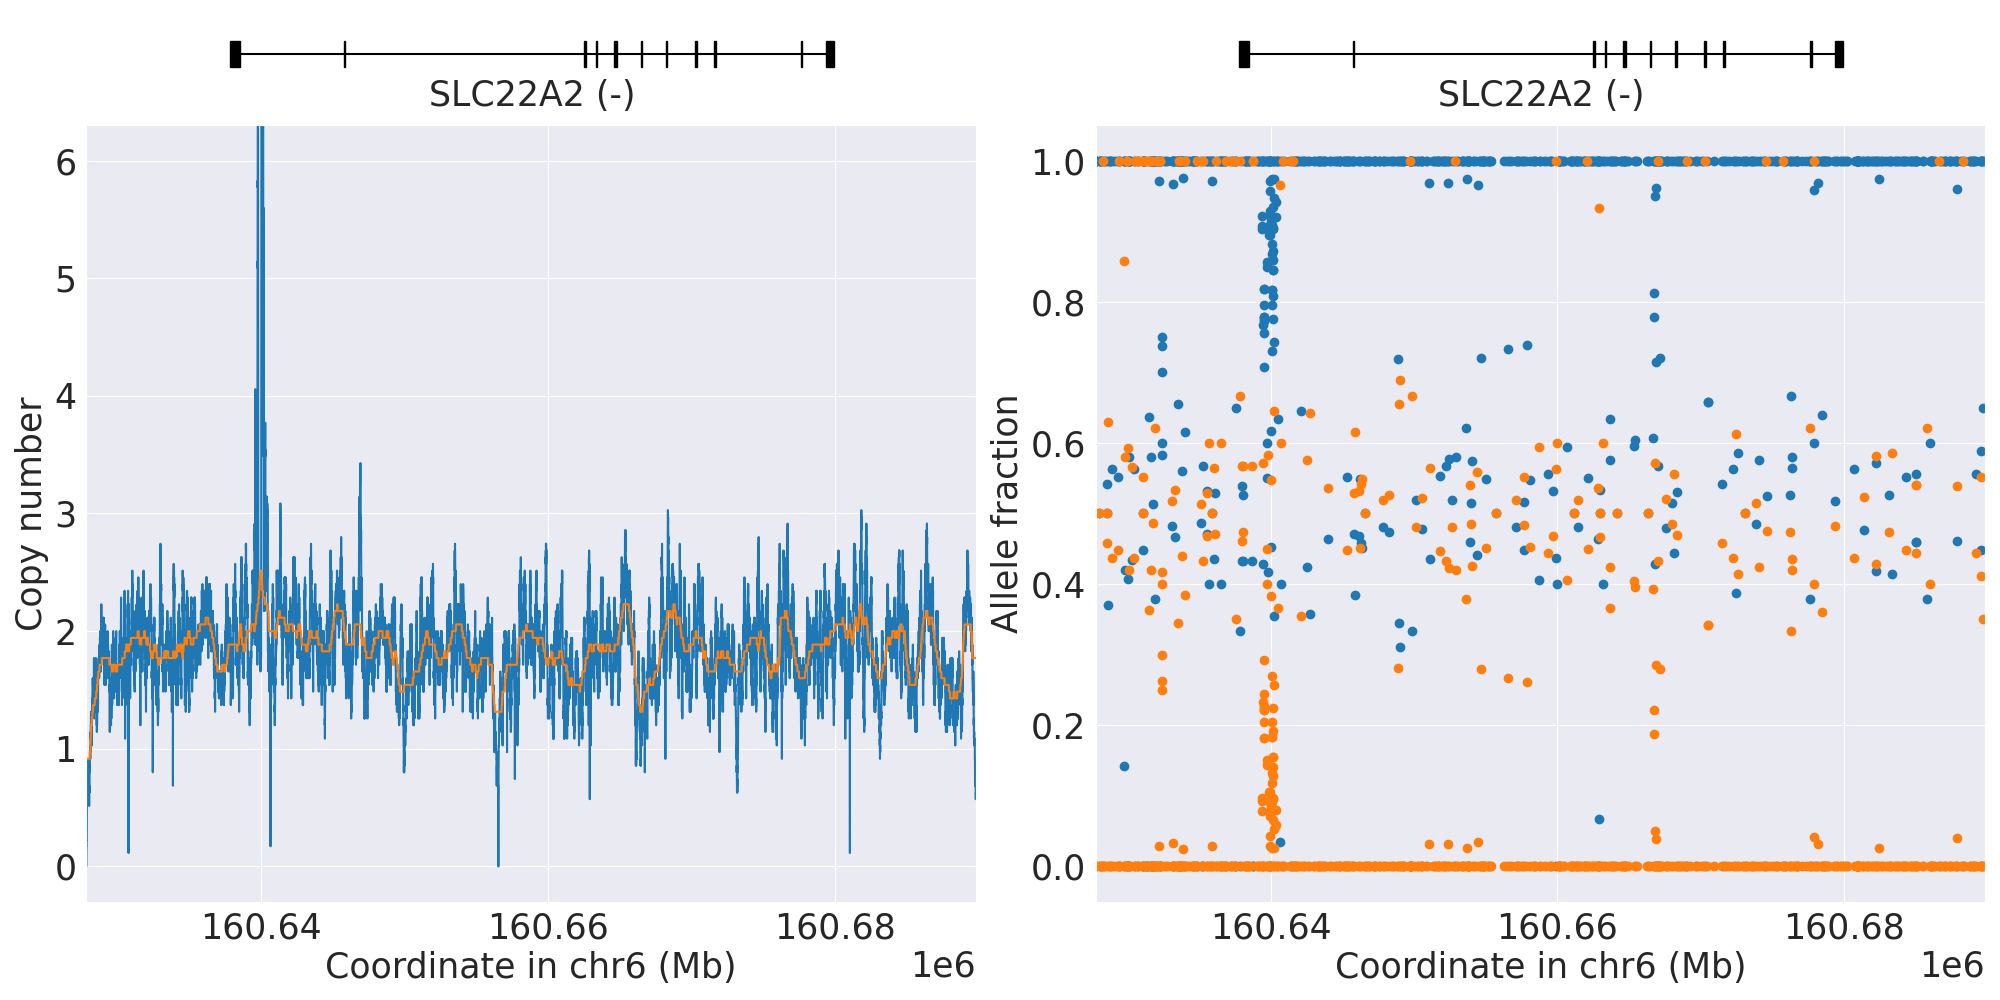 SLC22A2 (-)
Copy number
6
5
4
3
2
1
0
160.64
160.66
160.68
Coordinate in chr6 (Mb)
1e6
SLC22A2 (-)
Allele fraction
1.0
0.8
0.6
0.4
0.2
0.0
160.64
160.66
160.68
Coordinate in chr6 (Mb)
1e6